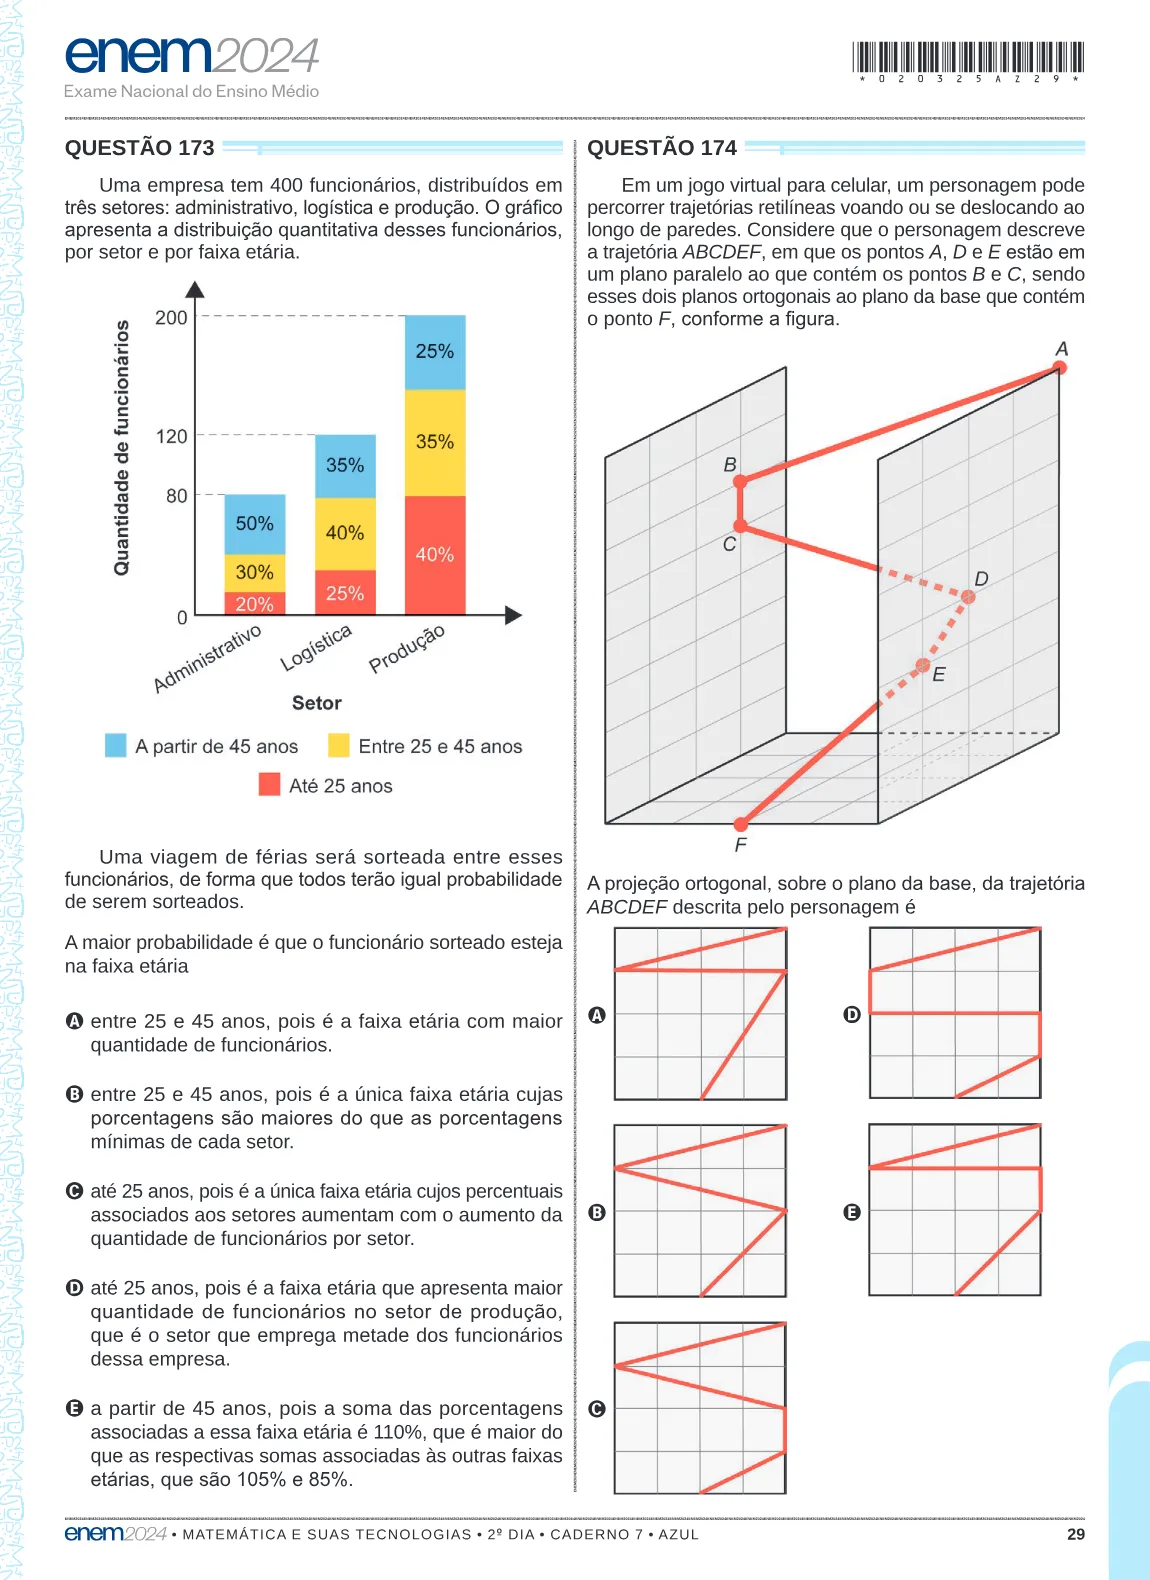 enem2024
Exame Nacional do Ensino Médio
*020325AZ29*
QUESTÃO 173
Uma empresa tem 400 funcionários, distribuídos em
três setores: administrativo, logística e produção. O gráfico
apresenta a distribuição quantitativa desses funcionários,
por setor e por faixa etária.
Quantidade de funcionários
200
120
80
0
50%
30%
20%
35%
40%
25%
25%
35%
40%
Administrativo
Logística
Produção
Setor
A partir de 45 anos
Entre 25 e 45 anos
Até 25 anos
Uma viagem de férias será sorteada entre esses
funcionários, de forma que todos terão igual probabilidade
de serem sorteados.
A maior probabilidade é que o funcionário sorteado esteja
na faixa etária
A entre 25 e 45 anos, pois é a faixa etária com maior
quantidade de funcionários.
B entre 25 e 45 anos, pois é a única faixa etária cujas
porcentagens são maiores do que as porcentagens
mínimas de cada setor.
C até 25 anos, pois é a única faixa etária cujos percentuais
associados aos setores aumentam com o aumento da
quantidade de funcionários por setor.
D até 25 anos, pois é a faixa etária que apresenta maior
quantidade de funcionários no setor de produção,
que é o setor que emprega metade dos funcionários
dessa empresa.
E a partir de 45 anos, pois a soma das porcentagens
associadas a essa faixa etária é 110%, que é maior do
que as respectivas somas associadas às outras faixas
etárias, que são 105% e 85%.
QUESTÃO 174
Em um jogo virtual para celular, um personagem pode
percorrer trajetórias retilíneas voando ou se deslocando ao
longo de paredes. Considere que o personagem descreve
a trajetória ABCDEF, em que os pontos A, D e E estão em
um plano paralelo ao que contém os pontos B e C, sendo
esses dois planos ortogonais ao plano da base que contém
o ponto F, conforme a figura.
A
B
C
D
E
F
A projeção ortogonal, sobre o plano da base, da trajetória
ABCDEF descrita pelo personagem é
A
B
C
D
E
enem2024 • MATEMÁTICA E SUAS TECNOLOGIAS • 2º DIA • CADERNO 7 • AZUL
29